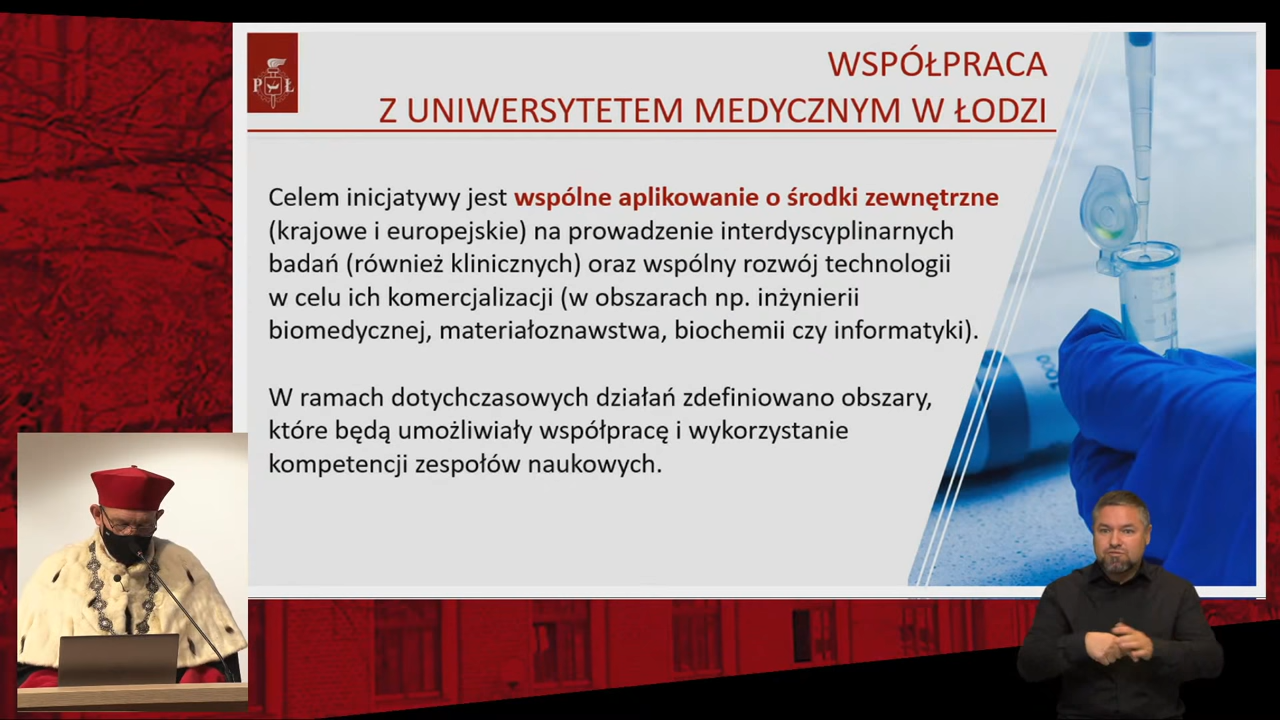 P Ł
WSPÓŁPRACA
Z UNIWERSYTETEM MEDYCZNYM W ŁODZI
Celem inicjatywy jest wspólne aplikowanie o środki zewnętrzne
(krajowe i europejskie) na prowadzenie interdyscyplinarnych
badań (również klinicznych) oraz wspólny rozwój technologii
w celu ich komercjalizacji (w obszarach np. inżynierii
biomedycznej, materiałoznawstwa, biochemii czy informatyki).
W ramach dotychczasowych działań zdefiniowano obszary,
które będą umożliwiały współpracę i wykorzystanie
kompetencji zespołów naukowych.